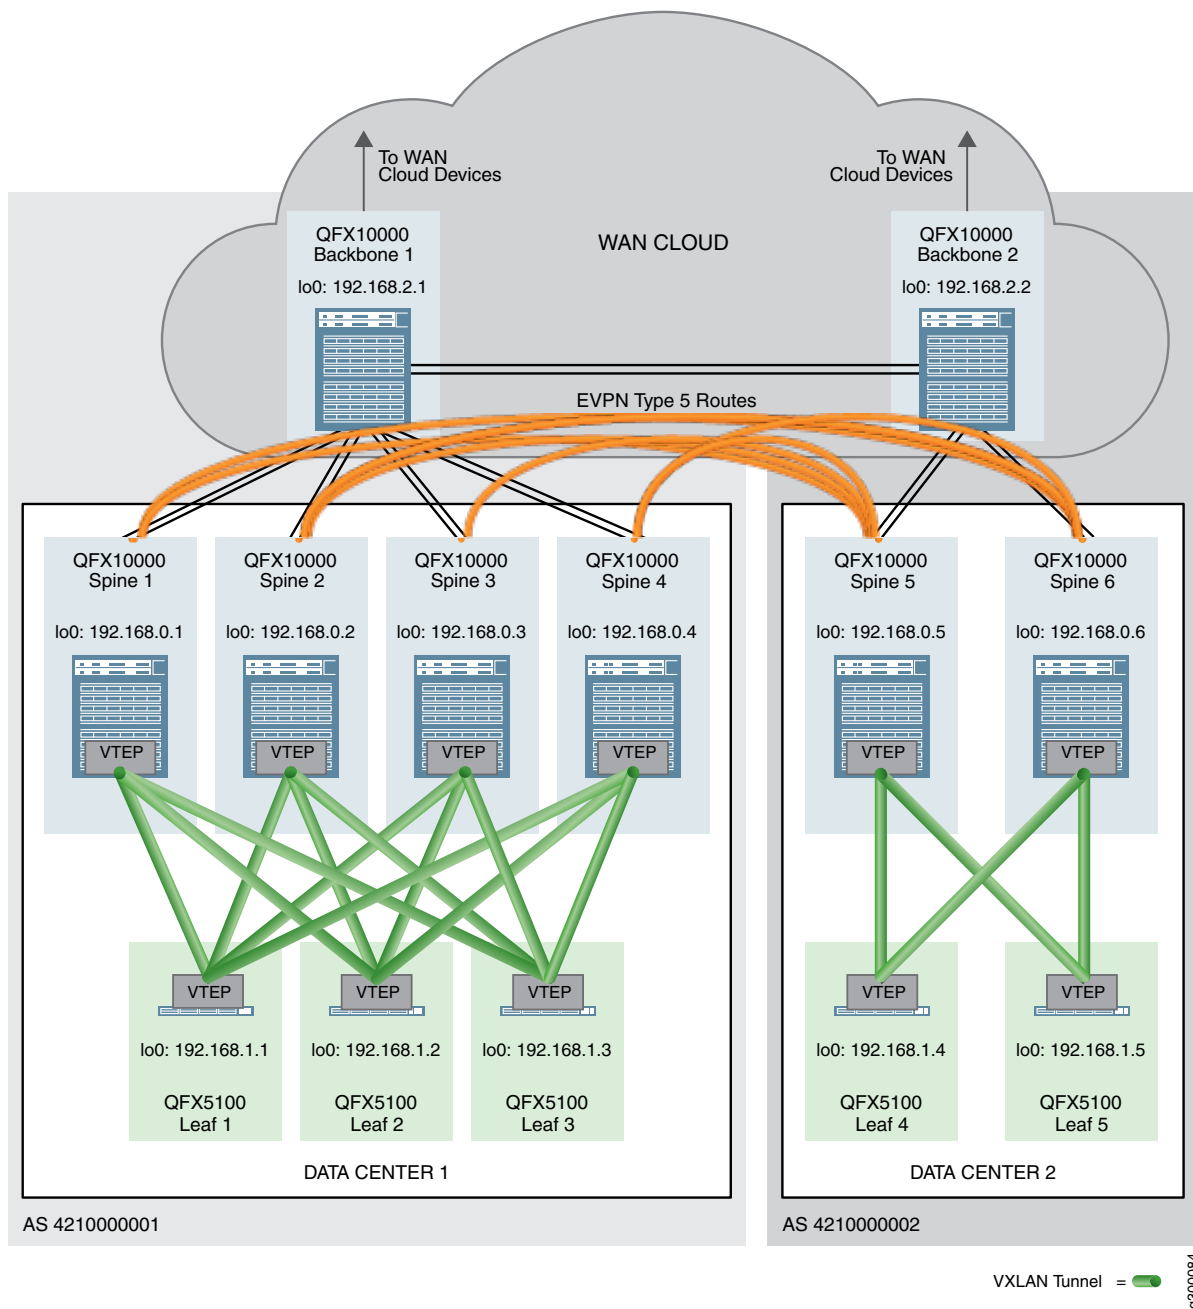 To WAN
Cloud Devices
To WAN
Cloud Devices
QFX10000
Backbone 1
lo0: 192.168.2.1
WAN CLOUD
QFX10000
Backbone 2
lo0: 192.168.2.2
EVPN Type 5 Routes
QFX10000
Spine 1
lo0: 192.168.0.1
QFX10000
Spine 2
lo0: 192.168.0.2
QFX10000
Spine 3
lo0: 192.168.0.3
QFX10000
Spine 4
lo0: 192.168.0.4
QFX10000
Spine 5
lo0: 192.168.0.5
QFX10000
Spine 6
lo0: 192.168.0.6
VTEP
VTEP
VTEP
VTEP
VTEP
VTEP
VTEP
VTEP
VTEP
VTEP
VTEP
lo0: 192.168.1.1
lo0: 192.168.1.2
lo0: 192.168.1.3
lo0: 192.168.1.4
lo0: 192.168.1.5
QFX5100
Leaf 1
QFX5100
Leaf 2
QFX5100
Leaf 3
QFX5100
Leaf 4
QFX5100
Leaf 5
DATA CENTER 1
DATA CENTER 2
AS 4210000001
AS 4210000002
VXLAN Tunnel =
g300084